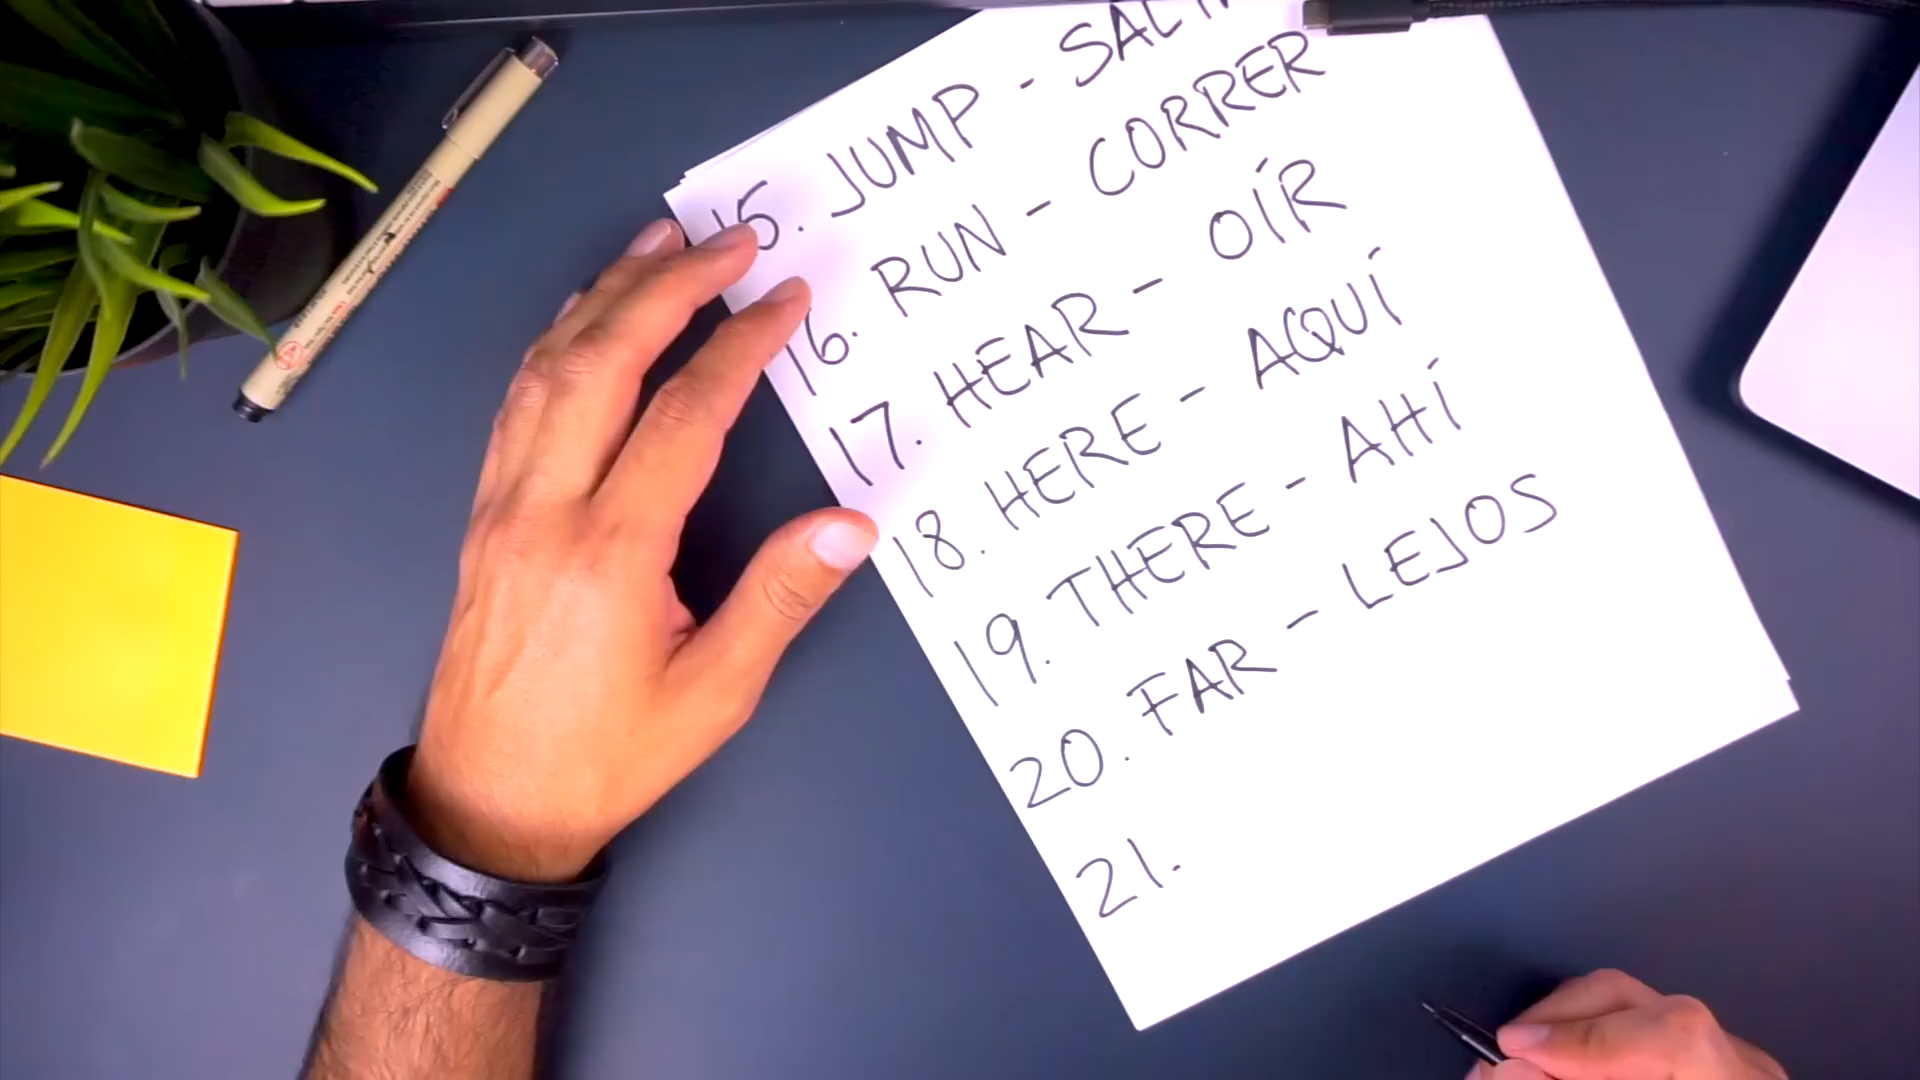 15. JUMP -
16. RUN - CORRER
17. HEAR - OÍR
18. HERE - AQUÍ
19. THERE - AHÍ
20. FAR - LEJOS
21.